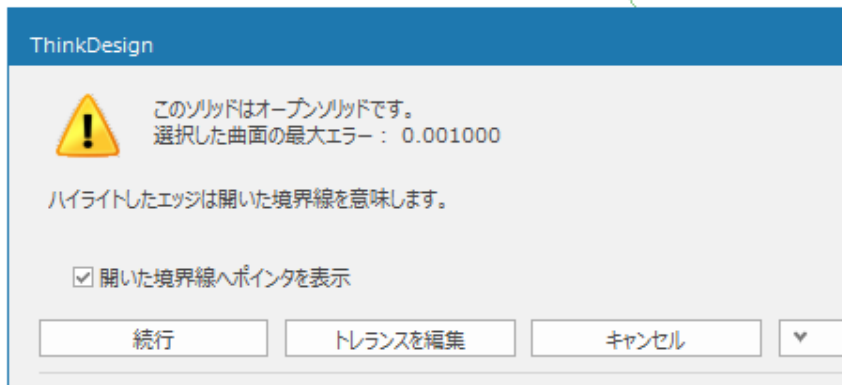 ThinkDesign
このソリッドはオープンソリッドです。
選択した曲面の最大エラー： 0.001000
ハイライトしたエッジは開いた境界線を意味します。
開いた境界線へポインタを表示
続行
トレランスを編集
キャンセル